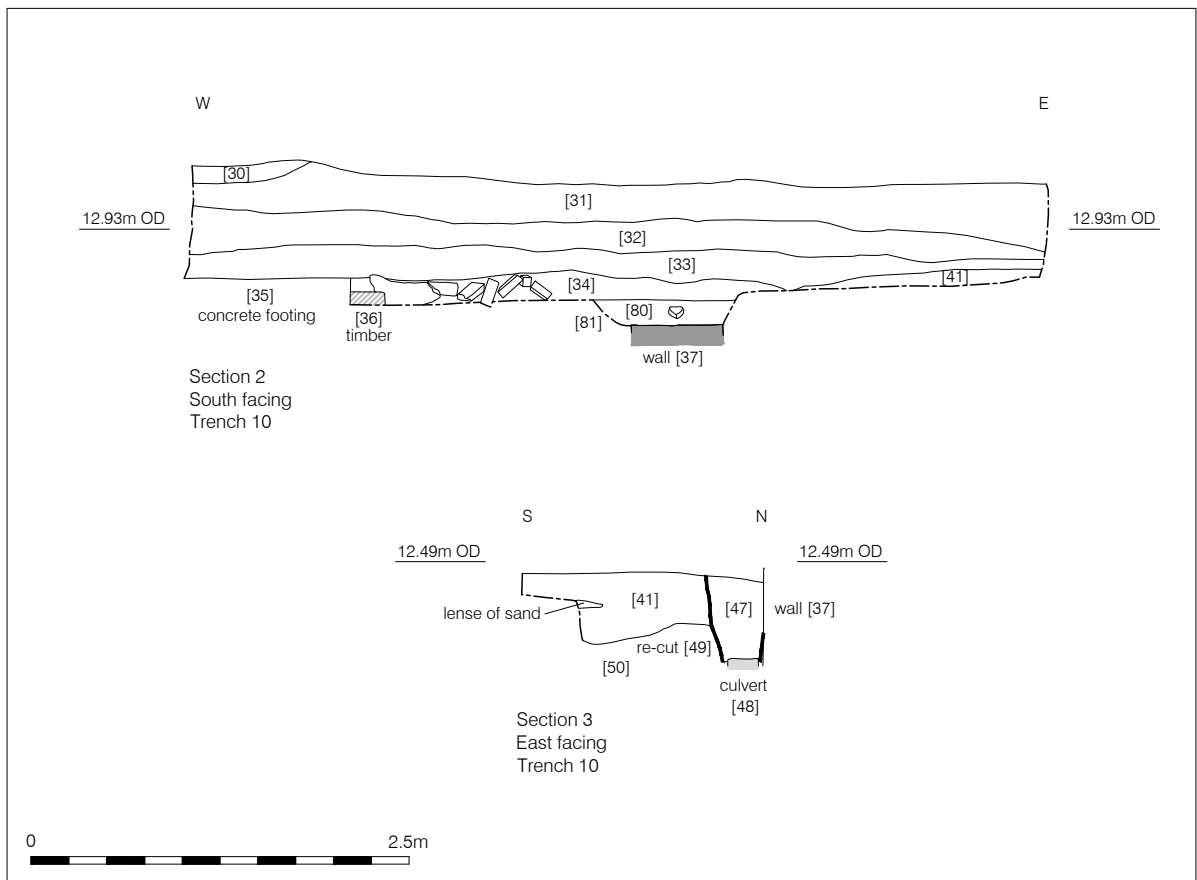 W E
[30]
[31]
12.93m OD 12.93m OD
[32]
[33]
[41]
[34]
[35]
concrete footing
[36]
timber
[80]
[81]
wall [37]
Section 2
South facing
Trench 10
S N
12.49m OD 12.49m OD
lense of sand
[41]
[47]
wall [37]
re-cut [49]
[50]
culvert
[48]
Section 3
East facing
Trench 10
0 2.5m